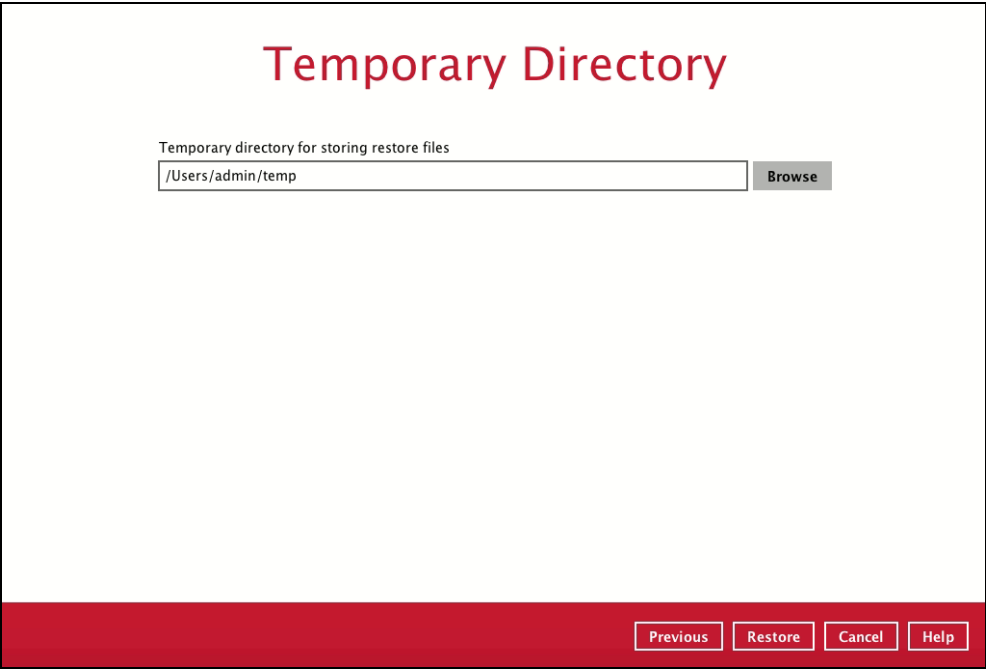 Temporary Directory
Temporary directory for storing restore files
/Users/admin/temp
Browse
Previous
Restore
Cancel
Help